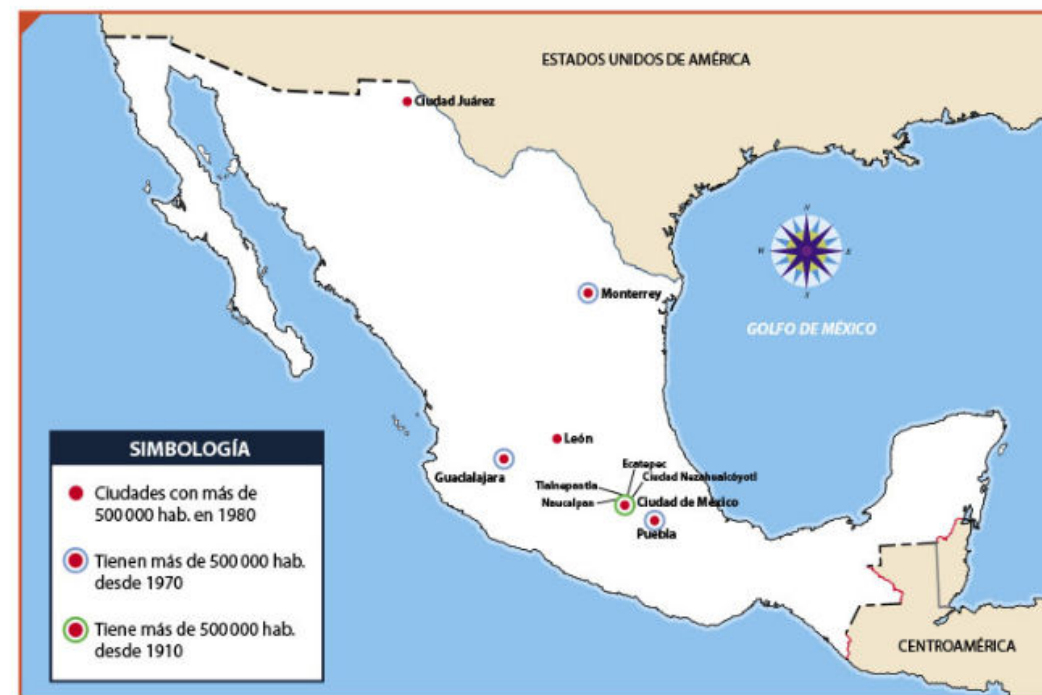 ESTADOS UNIDOS DE AMÉRICA
Ciudad Juárez
N
W
E
S
Monterrey
GOLFO DE MÉXICO
León
Guadalajara
Ecatepec
Ciudad Nezahualcóyotl
Tlalnepantla
Naucalpan
Ciudad de México
Puebla
CENTROAMÉRICA
SIMBOLOGÍA
Ciudades con más de
500 000 hab. en 1980
Tienen más de 500 000 hab.
desde 1970
Tiene más de 500 000 hab.
desde 1910